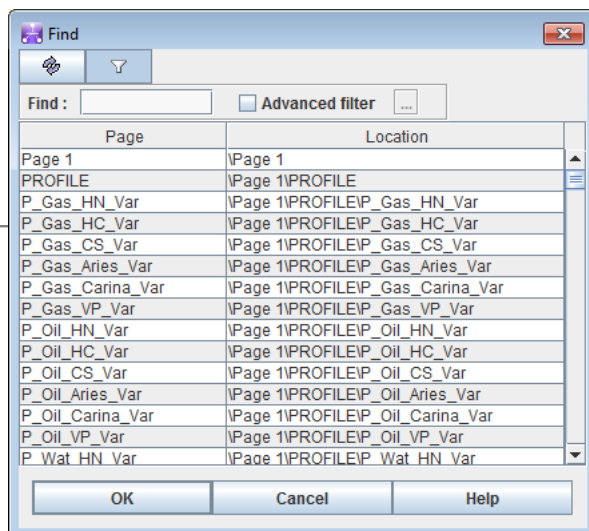 Find
Find :
Advanced filter
...
Page Location
Page 1 \Page 1
PROFILE \Page 1\PROFILE
P_Gas_HN_Var \Page 1\PROFILE\P_Gas_HN_Var
P_Gas_HC_Var \Page 1\PROFILE\P_Gas_HC_Var
P_Gas_CS_Var \Page 1\PROFILE\P_Gas_CS_Var
P_Gas_Aries_Var \Page 1\PROFILE\P_Gas_Aries_Var
P_Gas_Carina_Var \Page 1\PROFILE\P_Gas_Carina_Var
P_Gas_VP_Var \Page 1\PROFILE\P_Gas_VP_Var
P_Oil_HN_Var \Page 1\PROFILE\P_Oil_HN_Var
P_Oil_HC_Var \Page 1\PROFILE\P_Oil_HC_Var
P_Oil_CS_Var \Page 1\PROFILE\P_Oil_CS_Var
P_Oil_Aries_Var \Page 1\PROFILE\P_Oil_Aries_Var
P_Oil_Carina_Var \Page 1\PROFILE\P_Oil_Carina_Var
P_Oil_VP_Var \Page 1\PROFILE\P_Oil_VP_Var
P_Wat_HN_Var \Page 1\PROFILE\P_Wat_HN_Var
OK Cancel Help